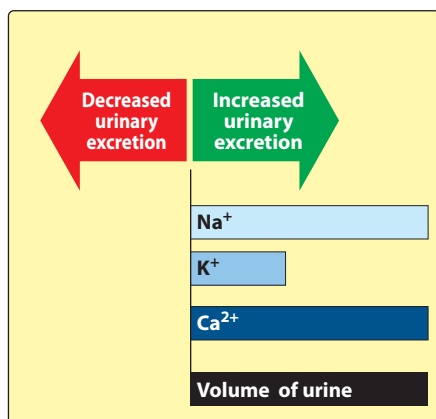 Decreased
urinary
excretion
Increased
urinary
excretion
Na⁺
K⁺
Ca²⁺
Volume of urine